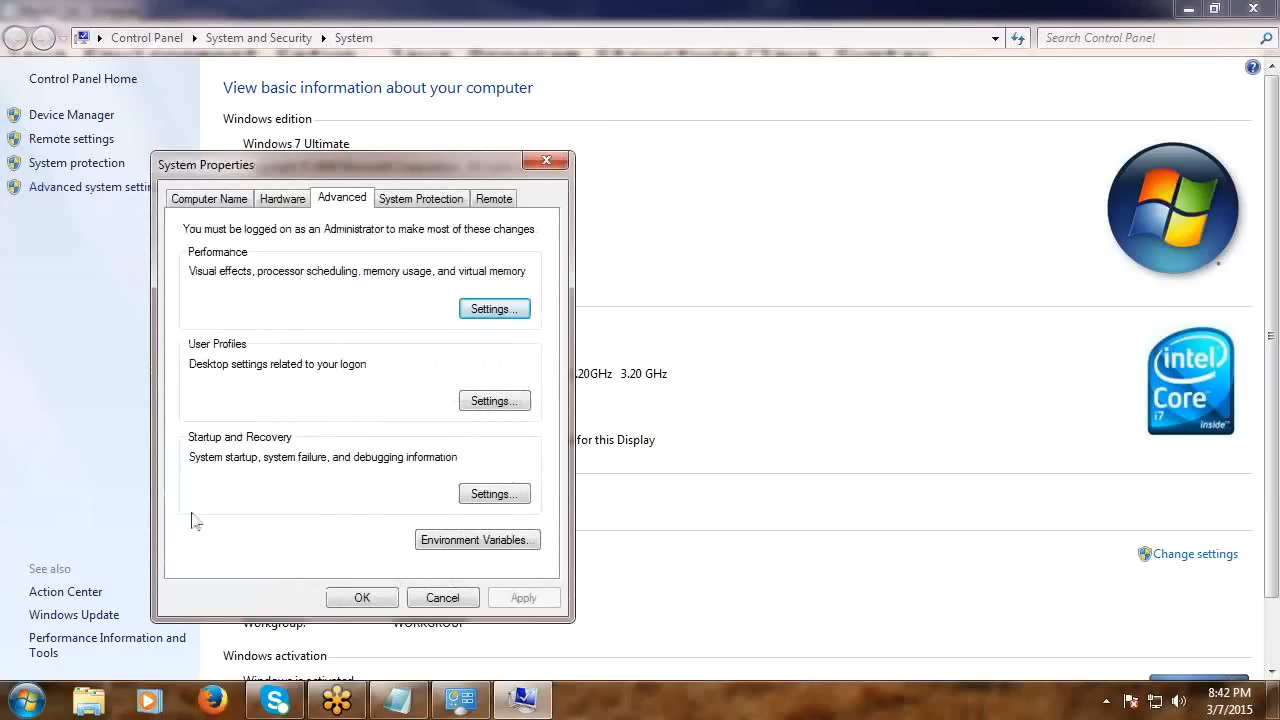 Control Panel
System and Security
System
Search Control Panel
Control Panel Home
Device Manager
Remote settings
System protection
Advanced system setti
View basic information about your computer
Windows edition
Windows 7 Ultimate
System Properties
Computer Name
Hardware
Advanced
System Protection
Remote
You must be logged on as an Administrator to make most of these changes
Performance
Visual effects, processor scheduling, memory usage, and virtual memory
Settings...
User Profiles
Desktop settings related to your logon
Settings...
Startup and Recovery
System startup, system failure, and debugging information
Settings...
Environment Variables...
OK
Cancel
Apply
.20GHz 3.20 GHz
for this Display
intel
Core
i7
inside
Change settings
Workgroup:
WORKGROUP
Windows activation
Windows is activated
See also
Action Center
Windows Update
Performance Information and
Tools
8:42 PM
3/7/2015